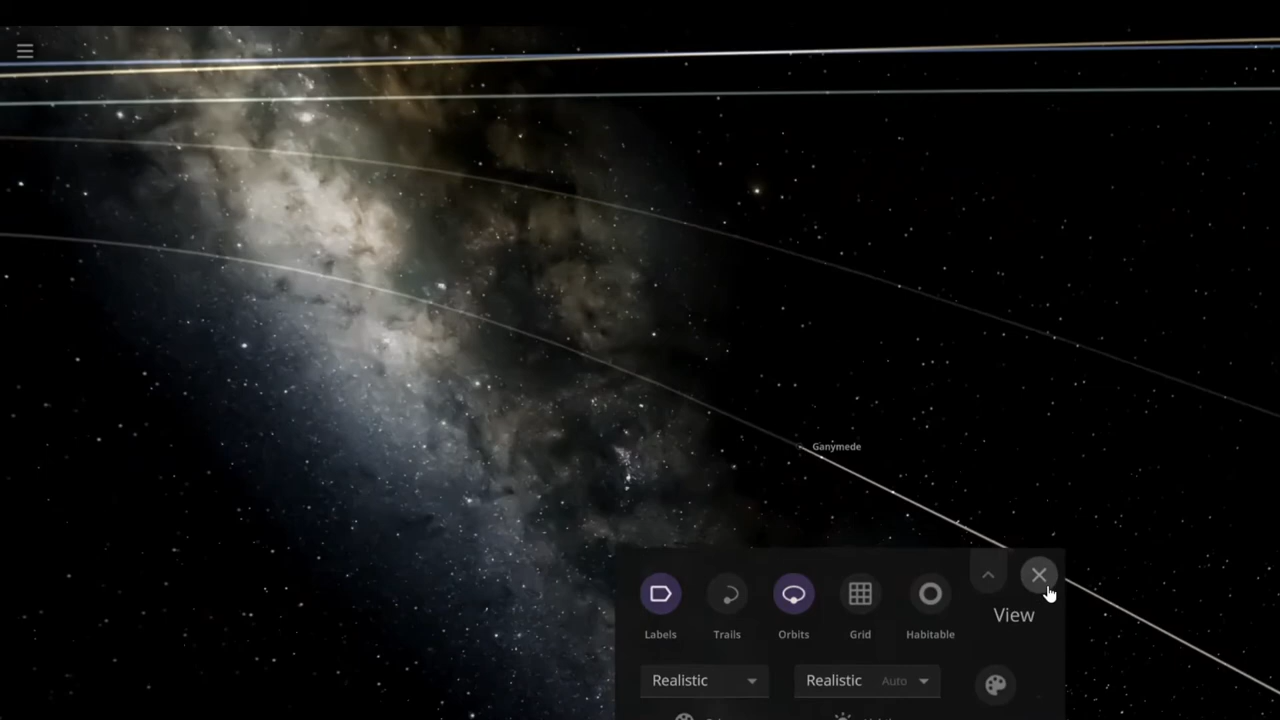 Ganymede
View
Labels Trails Orbits Grid Habitable
Realistic Realistic Auto